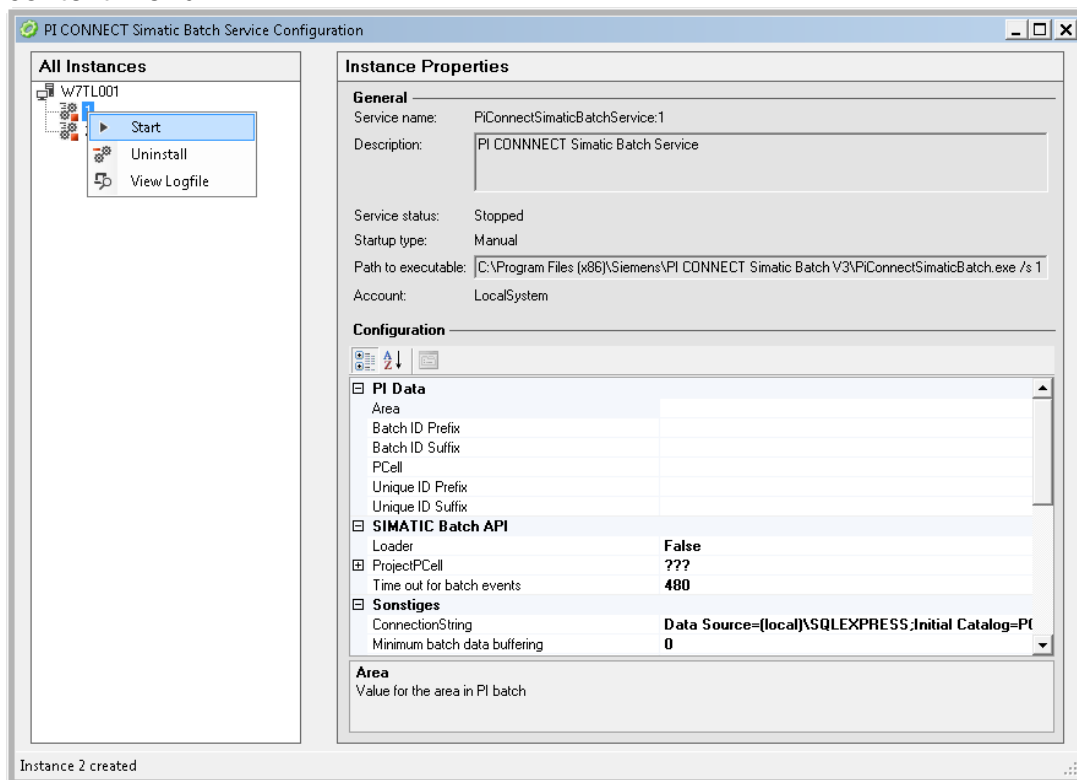 PI CONNECT Simatic Batch Service Configuration
All Instances
W7TL001
1
Start
Uninstall
View Logfile
Instance Properties
General
Service name: PiConnectSimaticBatchService:1
Description: PI CONNNECT Simatic Batch Service
Service status: Stopped
Startup type: Manual
Path to executable: C:\Program Files (x86)\Siemens\PI CONNECT Simatic Batch V3\PiConnectSimaticBatch.exe /s 1
Account: LocalSystem
Configuration
PI Data
Area
Batch ID Prefix
Batch ID Suffix
PCell
Unique ID Prefix
Unique ID Suffix
SIMATIC Batch API
Loader False
ProjectPCell ???
Time out for batch events 480
Sonstiges
ConnectionString Data Source=(local)\SQLEXPRESS;Initial Catalog=P
Minimum batch data buffering 0
Area
Value for the area in PI batch
Instance 2 created